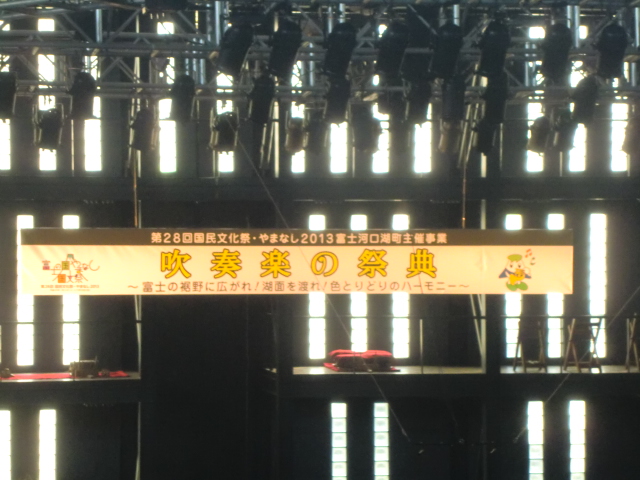 第28回国民文化祭・やまなし2013富士河口湖町主催事業
吹奏楽の祭典
～富士の裾野に広がれ！湖面を渡れ！色とりどりのハーモニー～